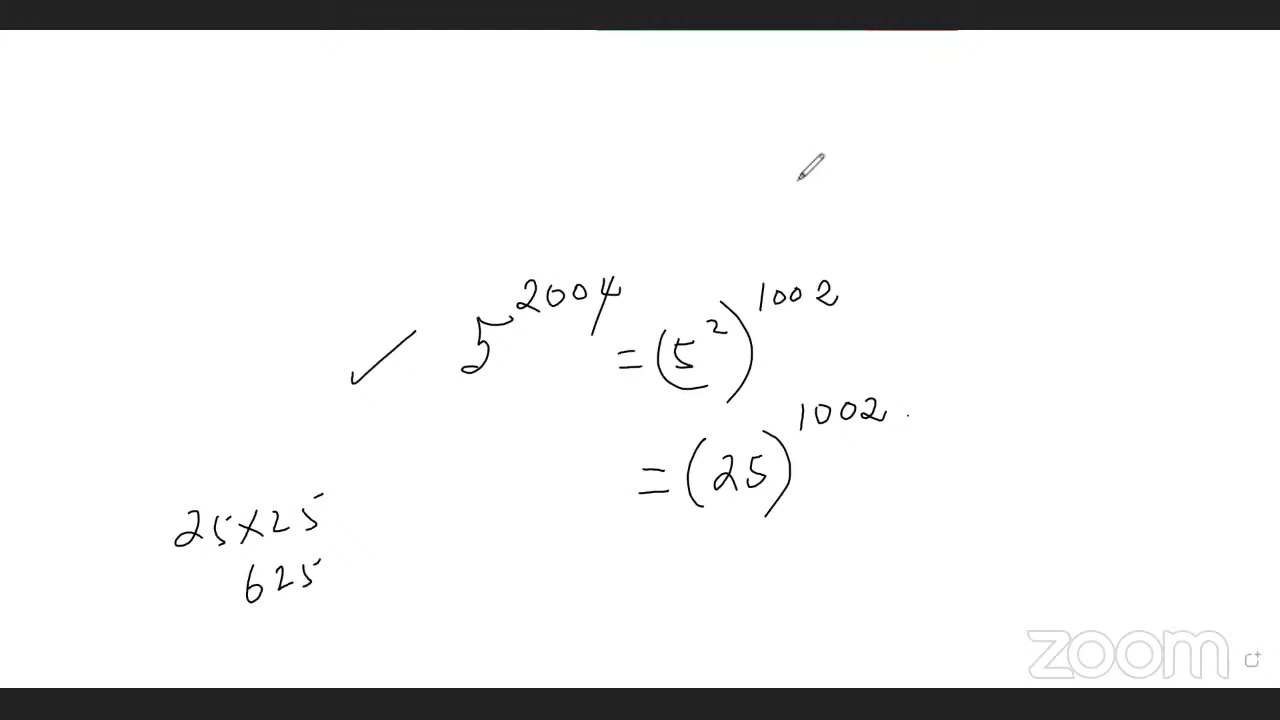 5^2004 = (5^2)^1002
= (25)^1002
25×25
625
zoom